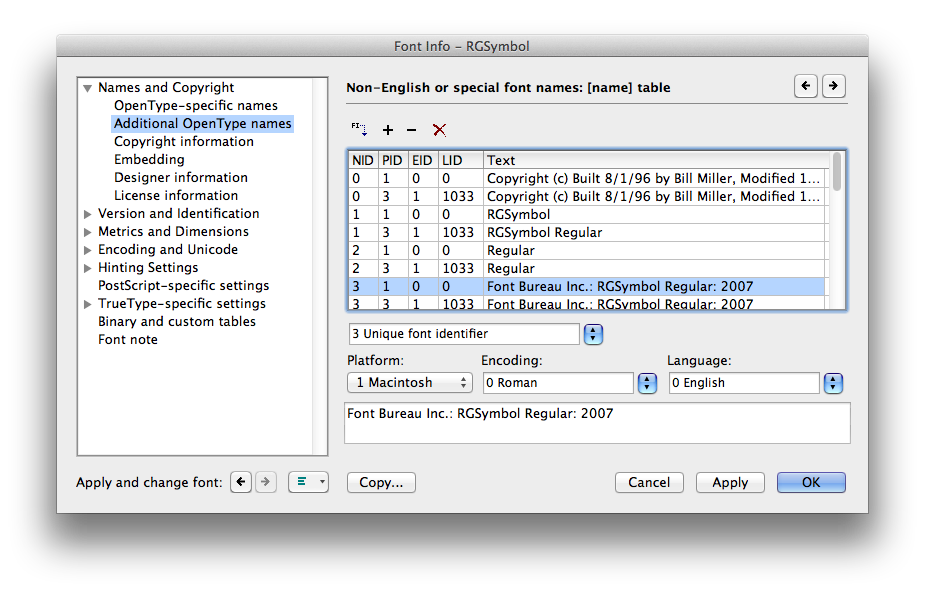 Font Info – RGSymbol
Names and Copyright
OpenType-specific names
Additional OpenType names
Copyright information
Embedding
Designer information
License information
Version and Identification
Metrics and Dimensions
Encoding and Unicode
Hinting Settings
PostScript-specific settings
TrueType-specific settings
Binary and custom tables
Font note
Non-English or special font names: [name] table
NID PID EID LID Text
0 1 0 0 Copyright (c) Built 8/1/96 by Bill Miller, Modified 1...
0 3 1 1033 Copyright (c) Built 8/1/96 by Bill Miller, Modified 1...
1 1 0 0 RGSymbol
1 3 1 1033 RGSymbol Regular
2 1 0 0 Regular
2 3 1 1033 Regular
3 1 0 0 Font Bureau Inc.: RGSymbol Regular: 2007
3 3 1 1033 Font Bureau Inc.: RGSymbol Regular: 2007
3 Unique font identifier
Platform: Encoding: Language:
1 Macintosh 0 Roman 0 English
Font Bureau Inc.: RGSymbol Regular: 2007
Apply and change font: Copy... Cancel Apply OK